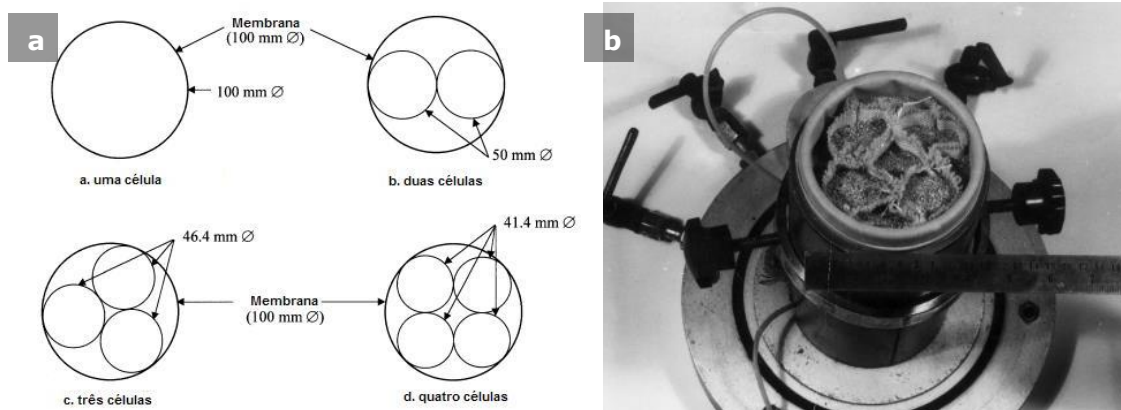 a
Membrana
(100 mm Ø)
100 mm Ø
50 mm Ø
a. uma célula
b. duas células
46.4 mm Ø
41.4 mm Ø
Membrana
(100 mm Ø)
c. três células
d. quatro células
b